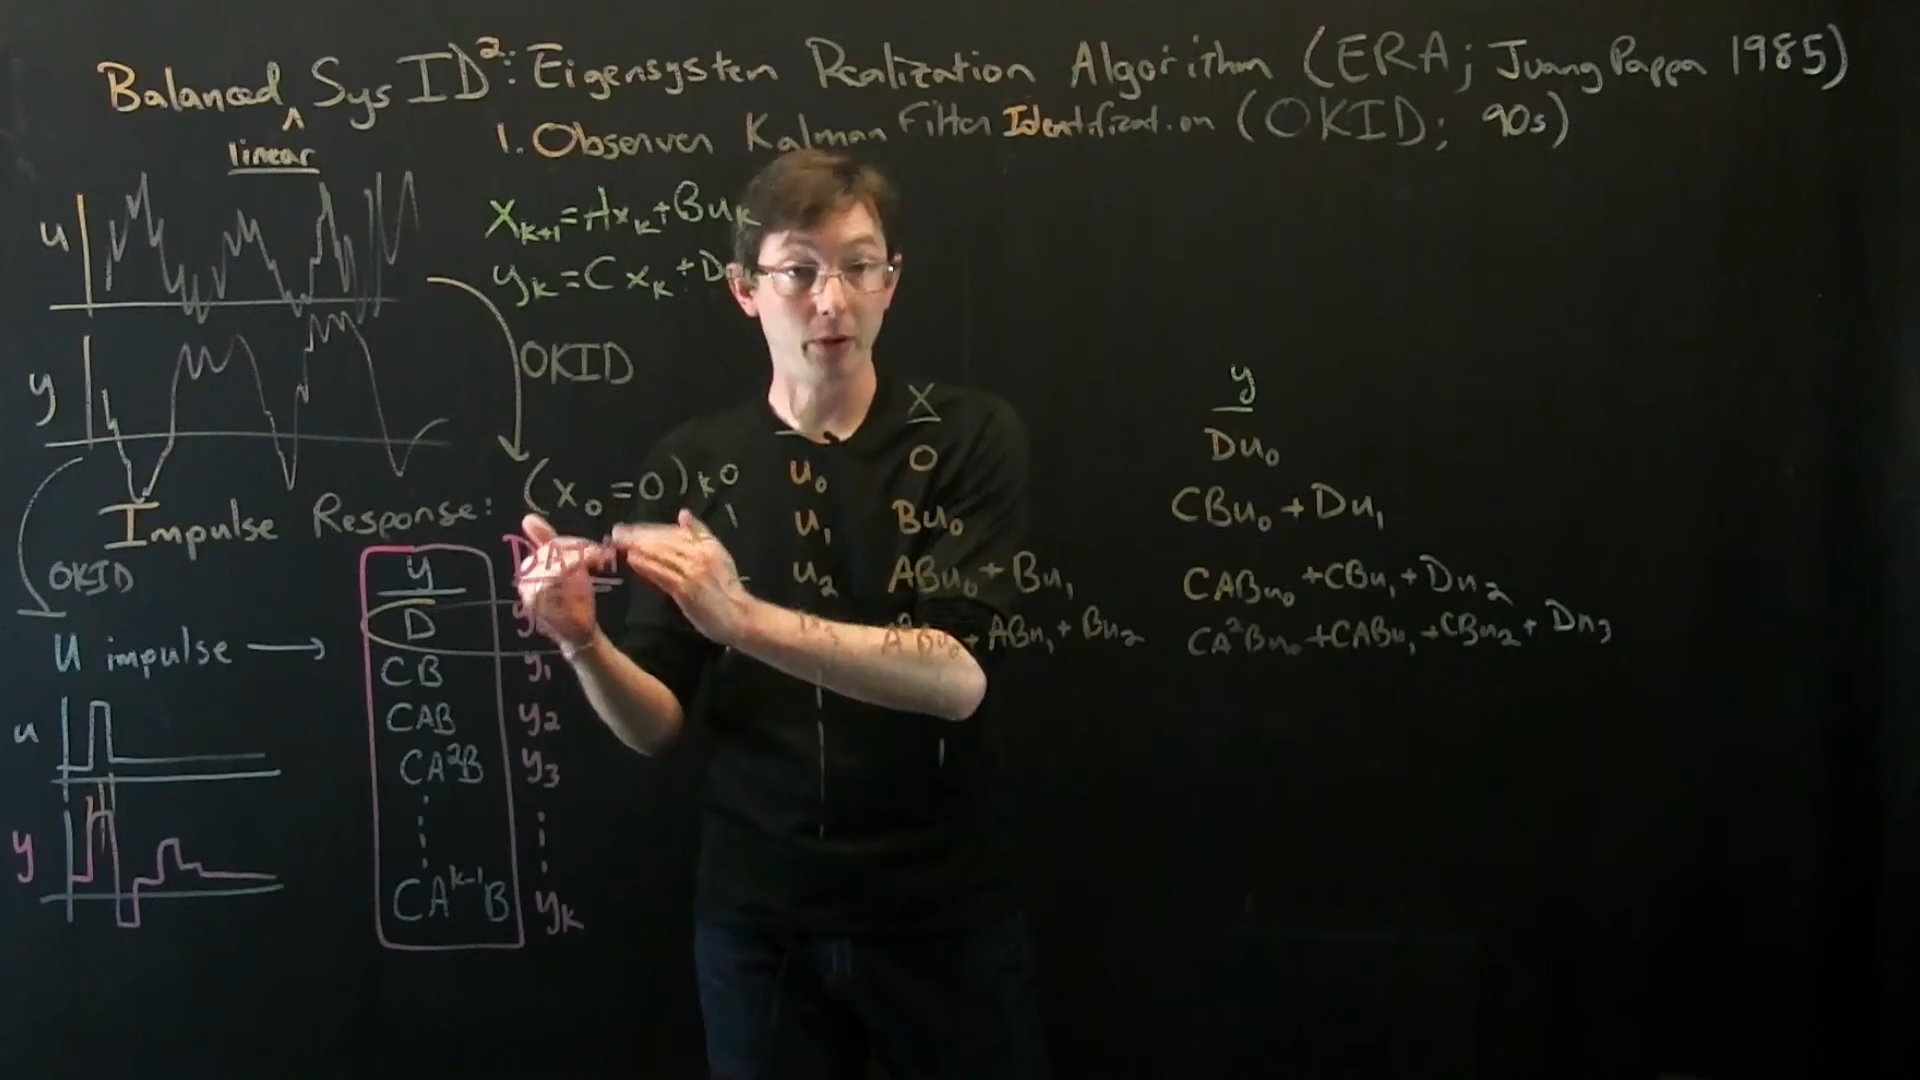 Balanced ^ Sys ID 2: Eigensystem Realization Algorithm (ERA; Juang Pappa 1985)
linear
1. Observer Kalman Filter Identification (OKID; 90s)
u
x_{k+1} = Ax_k + Bu_k
y_k = Cx_k + D
y
OKID
x
y
(x_0 = 0) k 0 u_0 0 Du_0
Impulse Response: 1 u_1 Bu_0 CBu_0 + Du_1
OKID
y DATA
u_2 ABu_0 + Bu_1 CABu_0 + CBu_1 + Du_2
A^2Bu_0 + ABu_1 + Bu_2 CA^2Bu_0 + CABu_1 + CBu_2 + Du_3
u impulse → D
CB y_1
CAB y_2
u
CA^2B y_3
y
CA^{k-1}B y_k